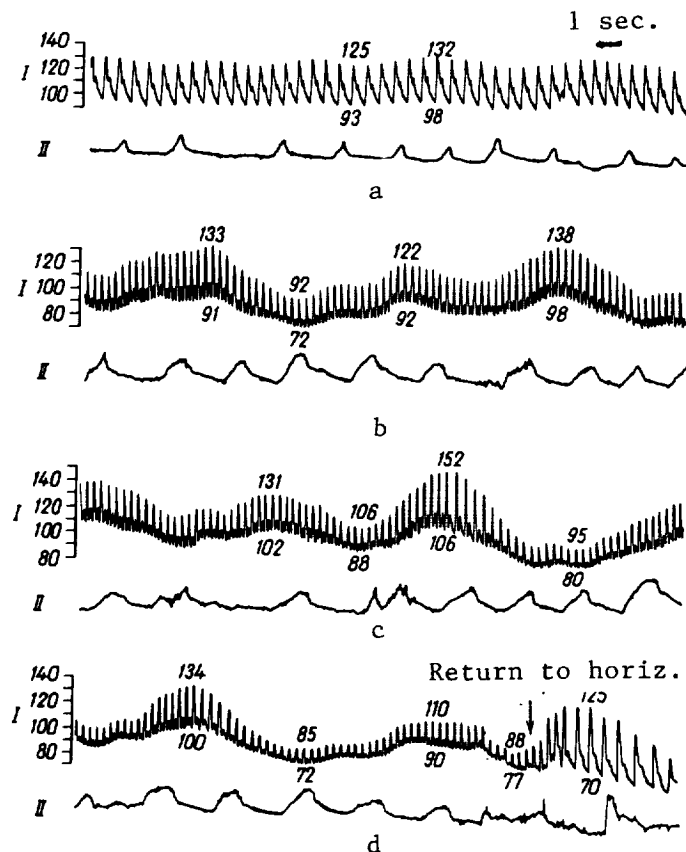 1 sec.
140
120
100
I
125 132
93 98
II
a
120
100
80
I
133 92 122 138
91 72 92 98
II
b
140
120
100
80
I
131 106 152 95
102 88 106 80
II
c
Return to horiz.
140
120
100
80
I
134 85 110 88 125
100 72 90 77 70
II
d